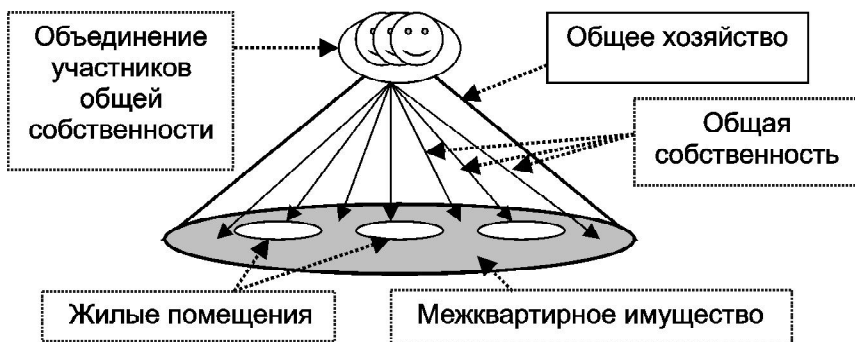 Объединение
участников
общей
собственности
Общее хозяйство
Общая
собственность
Жилые помещения
Межквартирное имущество